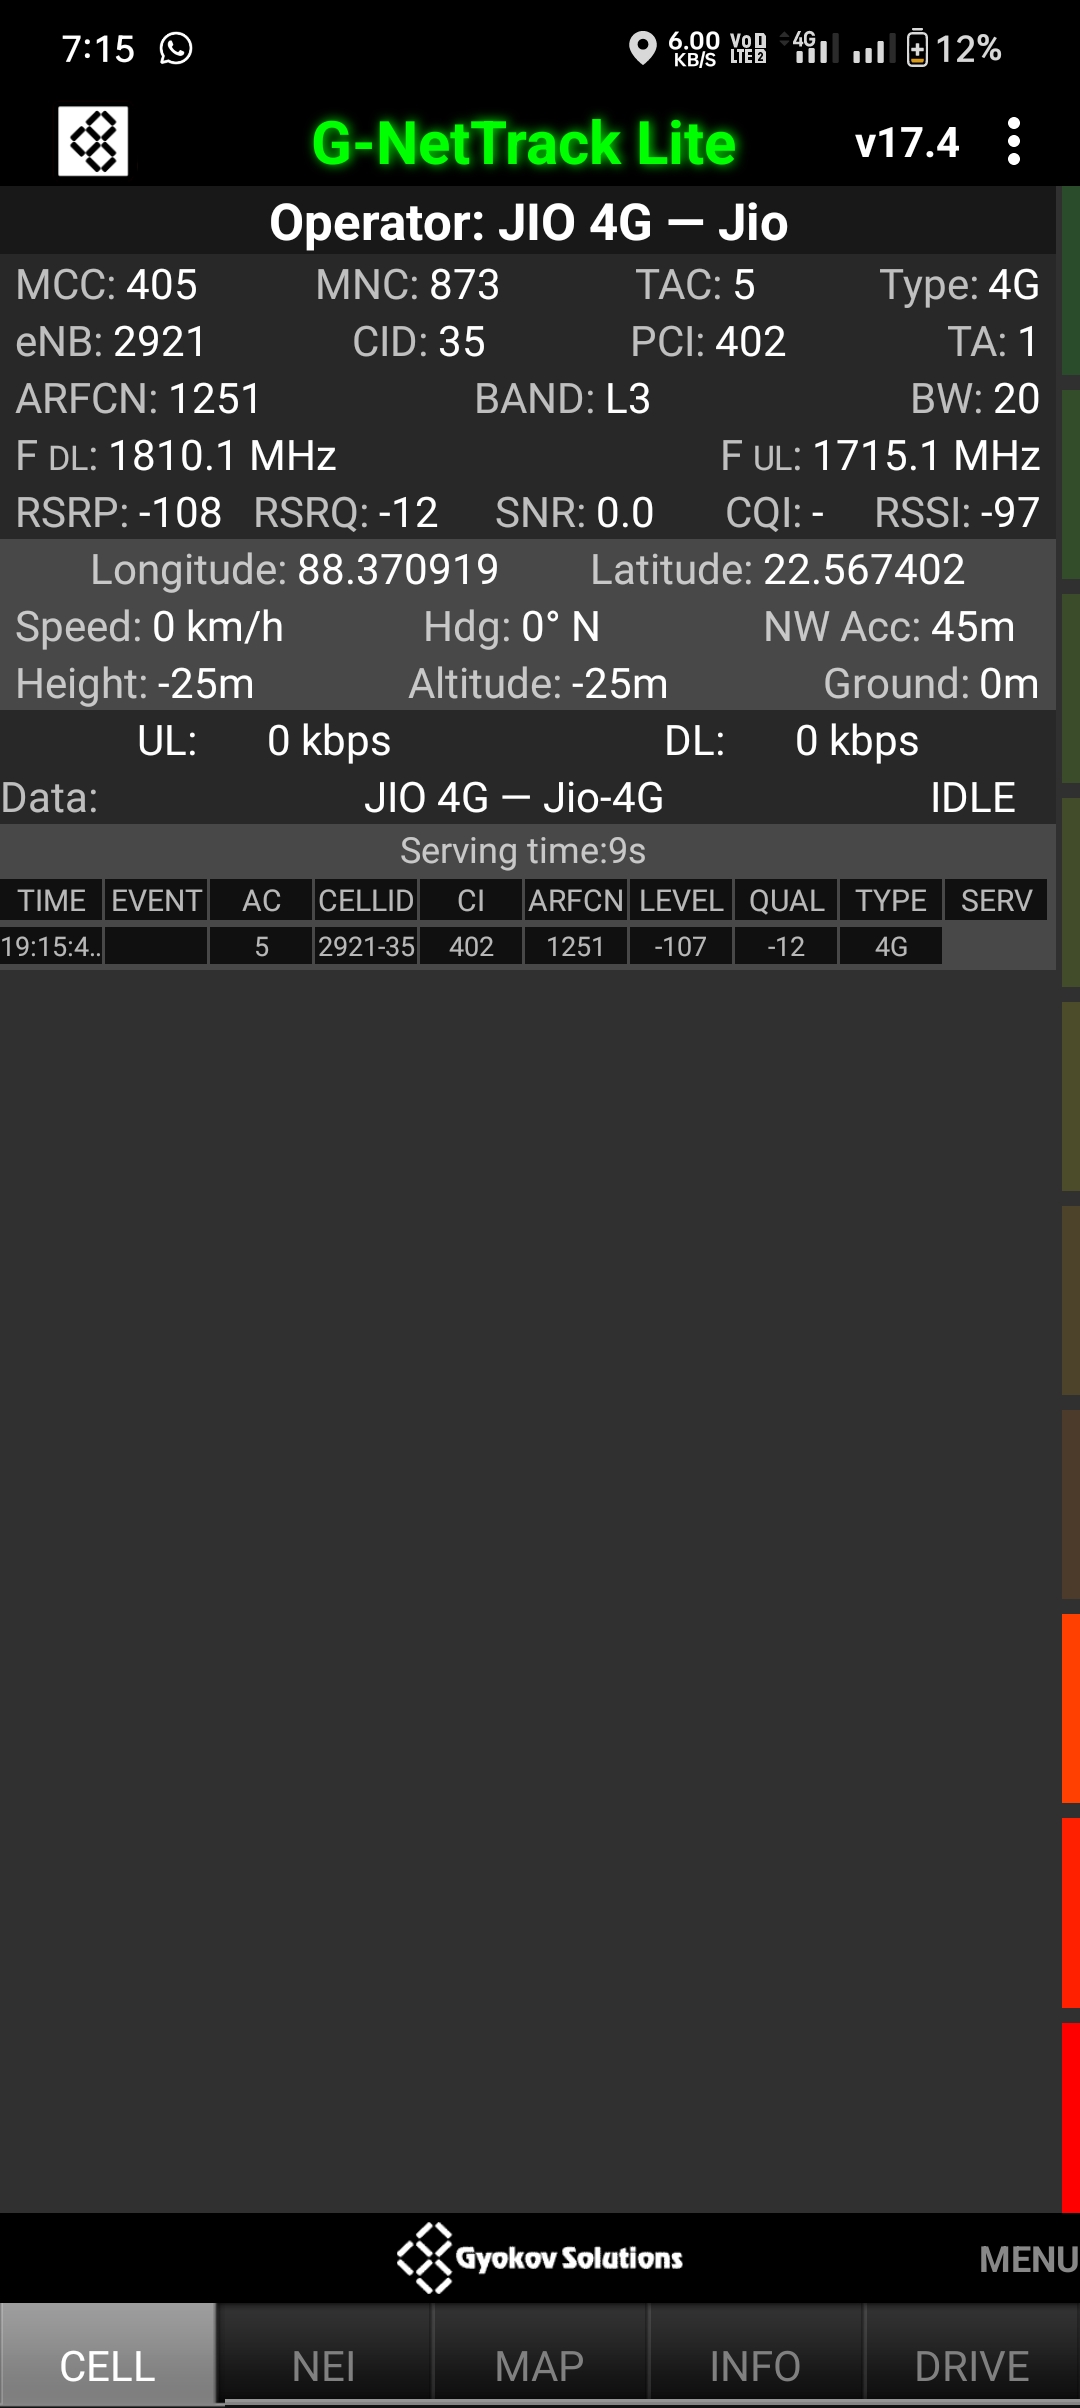 7:15 6.00 KB/S Vo 1 LTE 2 4G 12%
G-NetTrack Lite v17.4
Operator: JIO 4G — Jio
MCC: 405 MNC: 873 TAC: 5 Type: 4G
eNB: 2921 CID: 35 PCI: 402 TA: 1
ARFCN: 1251 BAND: L3 BW: 20
F DL: 1810.1 MHz F UL: 1715.1 MHz
RSRP: -108 RSRQ: -12 SNR: 0.0 CQI: - RSSI: -97
Longitude: 88.370919 Latitude: 22.567402
Speed: 0 km/h Hdg: 0° N NW Acc: 45m
Height: -25m Altitude: -25m Ground: 0m
UL: 0 kbps DL: 0 kbps
Data: JIO 4G — Jio-4G IDLE
Serving time:9s
TIME EVENT AC CELLID CI ARFCN LEVEL QUAL TYPE SERV
19:15:4.. 5 2921-35 402 1251 -107 -12 4G
Gyokov Solutions MENU
CELL NEI MAP INFO DRIVE